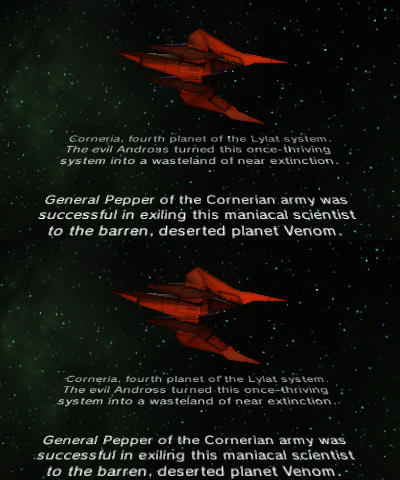 Corneria, fourth planet of the Lylat system.
The evil Andross turned this once-thriving
system into a wasteland of near extinction.
General Pepper of the Cornerian army was
successful in exiling this maniacal scientist
to the barren, deserted planet Venom.
Corneria, fourth planet of the Lylat system.
The evil Andross turned this once-thriving
system into a wasteland of near extinction.
General Pepper of the Cornerian army was
successful in exiling this maniacal scientist
to the barren, deserted planet Venom.